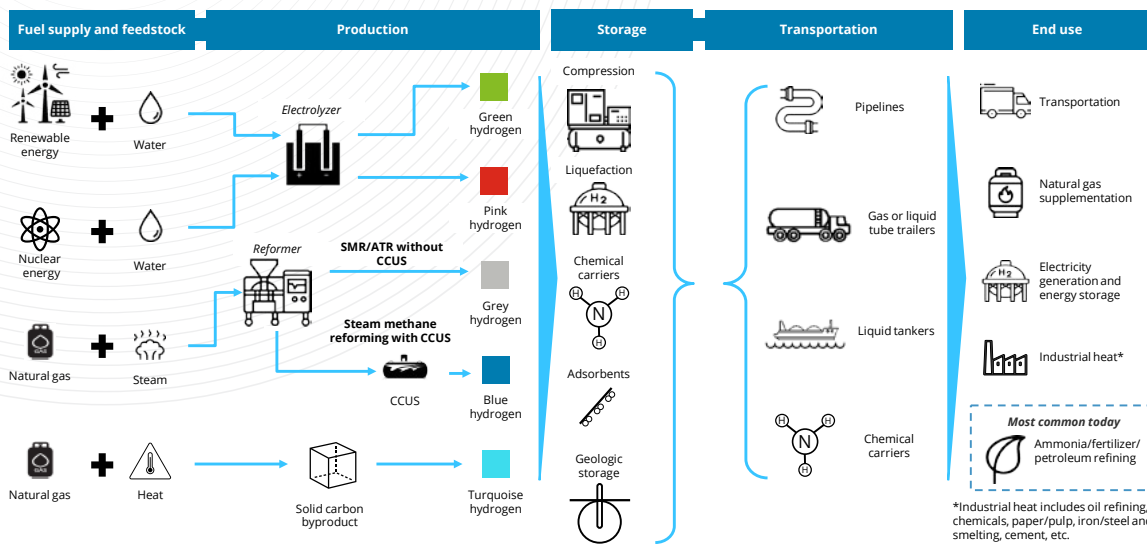 Fuel supply and feedstock
Production
Storage
Transportation
End use
Renewable
energy
Water
Electrolyzer
+ -
Green
hydrogen
Nuclear
energy
Water
Pink
hydrogen
Reformer
SMR/ATR without
CCUS
Grey
hydrogen
GAS
Natural gas
Steam
Steam methane
reforming with CCUS
CCUS
Blue
hydrogen
GAS
Natural gas
Heat
Solid carbon
byproduct
Turquoise
hydrogen
Compression
Liquefaction
H2
Chemical
carriers
H
H
N
H
Adsorbents
Geologic
storage
Pipelines
Gas or liquid
tube trailers
Liquid tankers
H
H
N
H
Chemical
carriers
Transportation
Natural gas
supplementation
H2
Electricity
generation and
energy storage
Industrial heat*
Most common today
Ammonia/fertilizer/
petroleum refining
*Industrial heat includes oil refining,
chemicals, paper/pulp, iron/steel and
smelting, cement, etc.